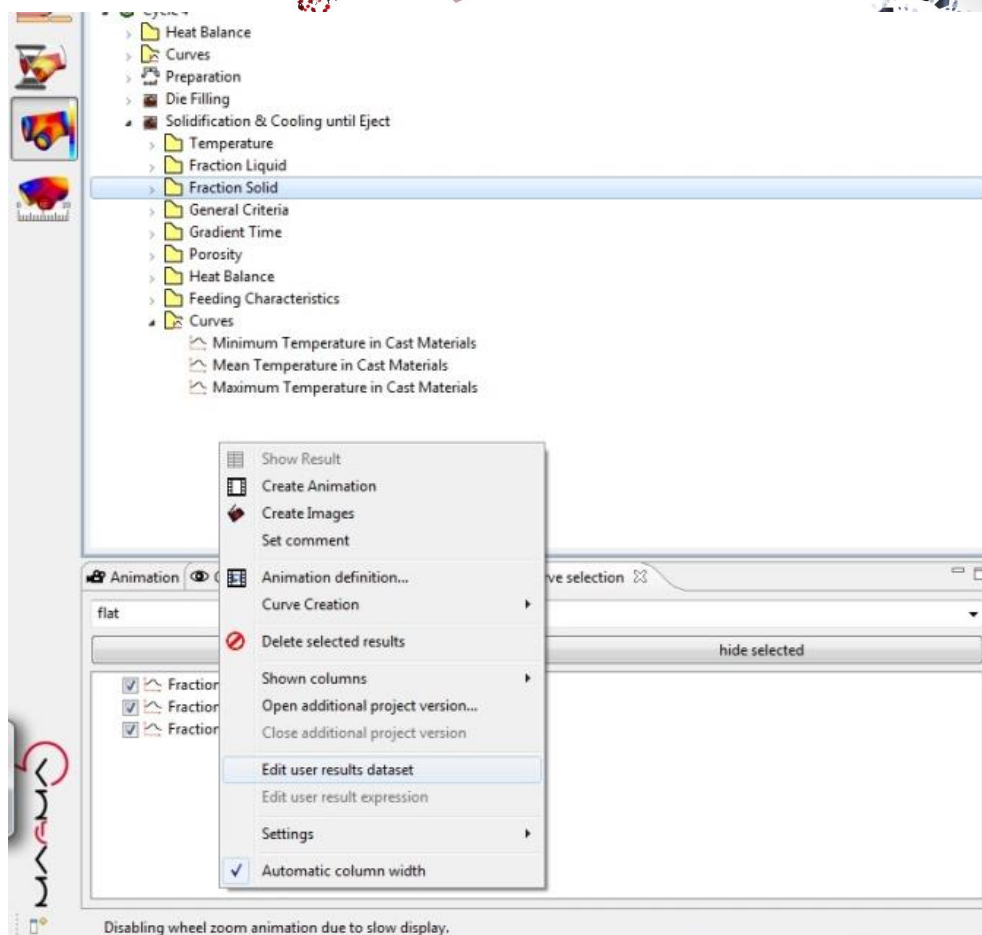 Cycle 4
Heat Balance
Curves
Preparation
Die Filling
Solidification & Cooling until Eject
Temperature
Fraction Liquid
Fraction Solid
General Criteria
Gradient Time
Porosity
Heat Balance
Feeding Characteristics
Curves
Minimum Temperature in Cast Materials
Mean Temperature in Cast Materials
Maximum Temperature in Cast Materials
Show Result
Create Animation
Create Images
Set comment
Animation
Animation definition...
selection
Curve Creation
flat
Delete selected results
hide selected
Shown columns
Fraction
Open additional project version...
Fraction
Close additional project version
Fraction
Edit user results dataset
Edit user result expression
Settings
Automatic column width
Disabling wheel zoom animation due to slow display.